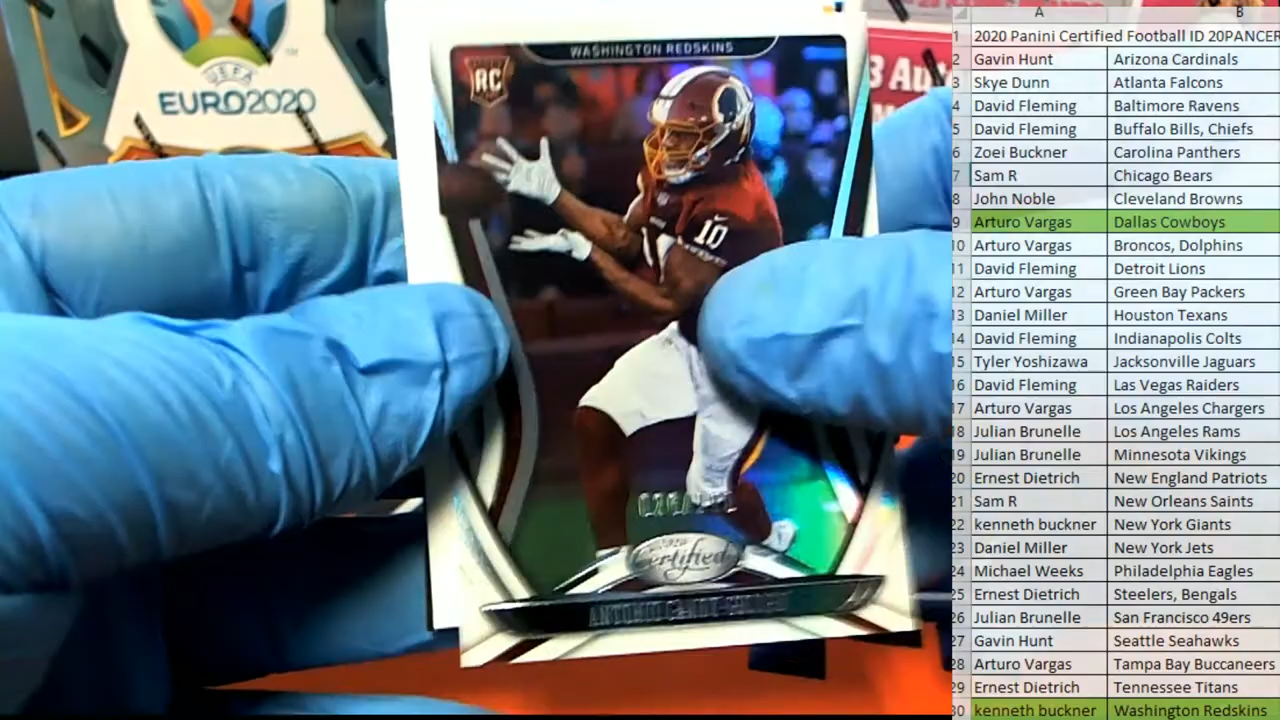 UEFA
EURO2020
™
WASHINGTON REDSKINS
RC
10
Certified
3 Aut
A
B
1 2020 Panini Certified Football ID 20PANCER
2 Gavin Hunt Arizona Cardinals
3 Skye Dunn Atlanta Falcons
4 David Fleming Baltimore Ravens
5 David Fleming Buffalo Bills, Chiefs
6 Zoei Buckner Carolina Panthers
7 Sam R Chicago Bears
8 John Noble Cleveland Browns
9 Arturo Vargas Dallas Cowboys
10 Arturo Vargas Broncos, Dolphins
11 David Fleming Detroit Lions
12 Arturo Vargas Green Bay Packers
13 Daniel Miller Houston Texans
14 David Fleming Indianapolis Colts
15 Tyler Yoshizawa Jacksonville Jaguars
16 David Fleming Las Vegas Raiders
17 Arturo Vargas Los Angeles Chargers
18 Julian Brunelle Los Angeles Rams
19 Julian Brunelle Minnesota Vikings
20 Ernest Dietrich New England Patriots
21 Sam R New Orleans Saints
22 kenneth buckner New York Giants
23 Daniel Miller New York Jets
24 Michael Weeks Philadelphia Eagles
25 Ernest Dietrich Steelers, Bengals
26 Julian Brunelle San Francisco 49ers
27 Gavin Hunt Seattle Seahawks
28 Arturo Vargas Tampa Bay Buccaneers
29 Ernest Dietrich Tennessee Titans
30 kenneth buckner Washington Redskins